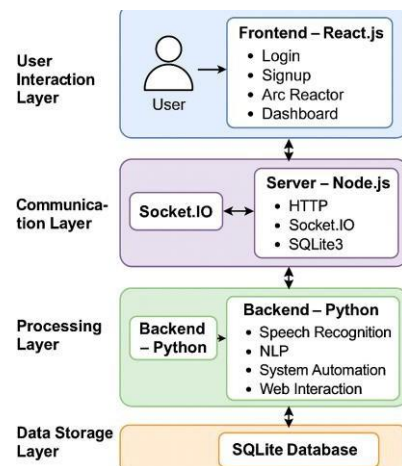 User
Interaction
Layer
User
Frontend – React.js
• Login
• Signup
• Arc Reactor
• Dashboard
Communica-
tion Layer
Socket.IO
Server – Node.js
• HTTP
• Socket.IO
• SQLite3
Processing
Layer
Backend
– Python
Backend – Python
• Speech Recognition
• NLP
• System Automation
• Web Interaction
Data Storage
Layer
SQLite Database